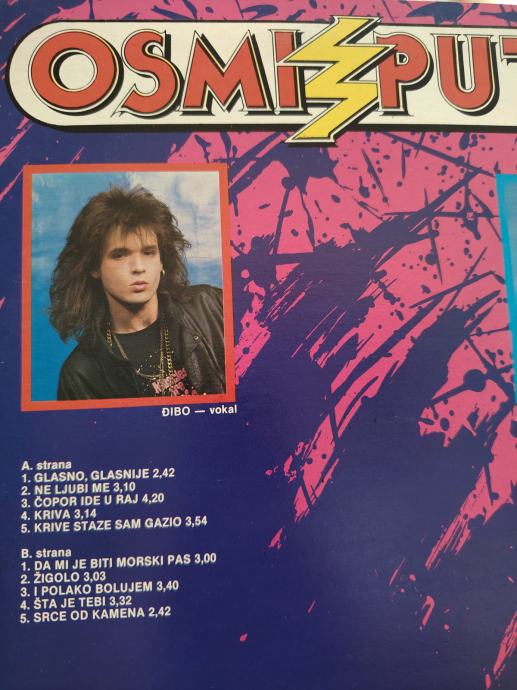 OSMI PUT
ĐIBO — vokal
A. strana
1. GLASNO, GLASNIJE 2,42
2. NE LJUBI ME 3,10
3. ČOPOR IDE U RAJ 4,20
4. KRIVA 3,14
5. KRIVE STAZE SAM GAZIO 3,54
B. strana
1. DA MI JE BITI MORSKI PAS 3,00
2. ŽIGOLO 3,03
3. I POLAKO BOLUJEM 3,40
4. ŠTA JE TEBI 3,32
5. SRCE OD KAMENA 2,42